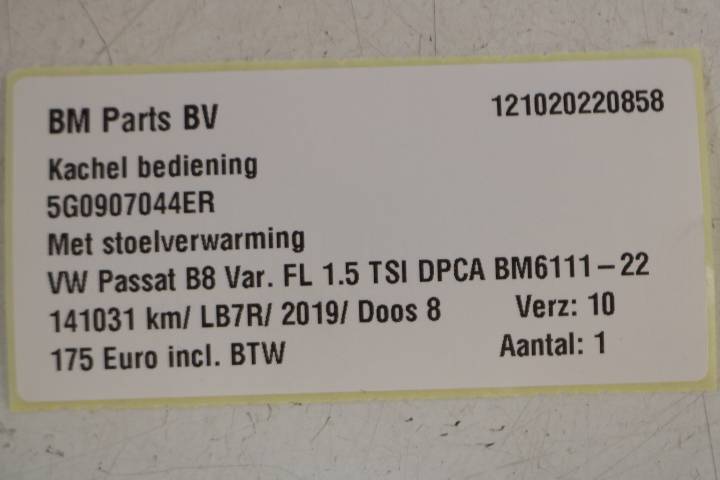 BM Parts BV 121020220858
Kachel bediening
5G0907044ER
Met stoelverwarming
VW Passat B8 Var. FL 1.5 TSI DPCA BM6111-22
141031 km/ LB7R/ 2019/ Doos 8 Verz: 10
175 Euro incl. BTW Aantal: 1